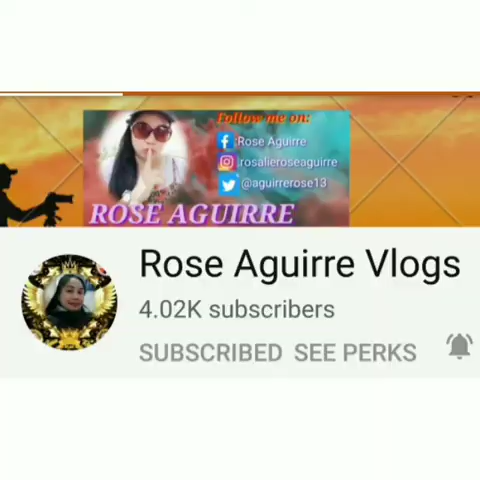 Follow me on:
Rose Aguirre
rosalieroseaguirre
@aguirrerose13
ROSE AGUIRRE
Rose Aguirre Vlogs
4.02K subscribers
SUBSCRIBED SEE PERKS